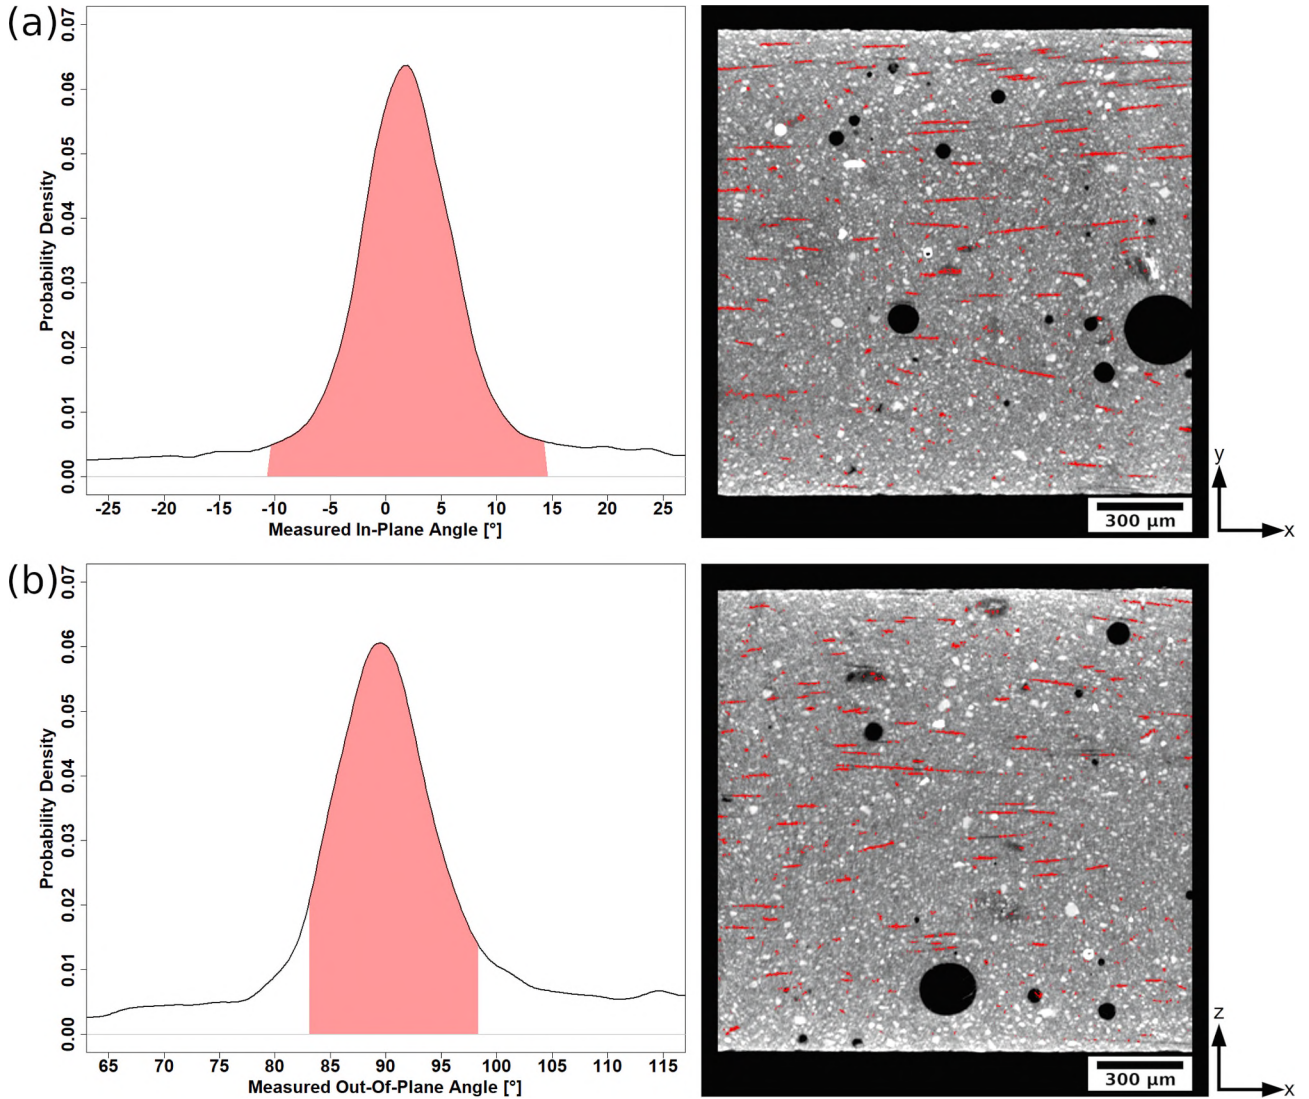 (a)
0.07
0.06
0.05
0.04
0.03
0.02
0.01
0.00
Probability Density
-25 -20 -15 -10 -5 0 5 10 15 20 25
Measured In-Plane Angle [°]
300 µm
y
x
(b)
0.07
0.06
0.05
0.04
0.03
0.02
0.01
0.00
Probability Density
65 70 75 80 85 90 95 100 105 110 115
Measured Out-Of-Plane Angle [°]
300 µm
z
x